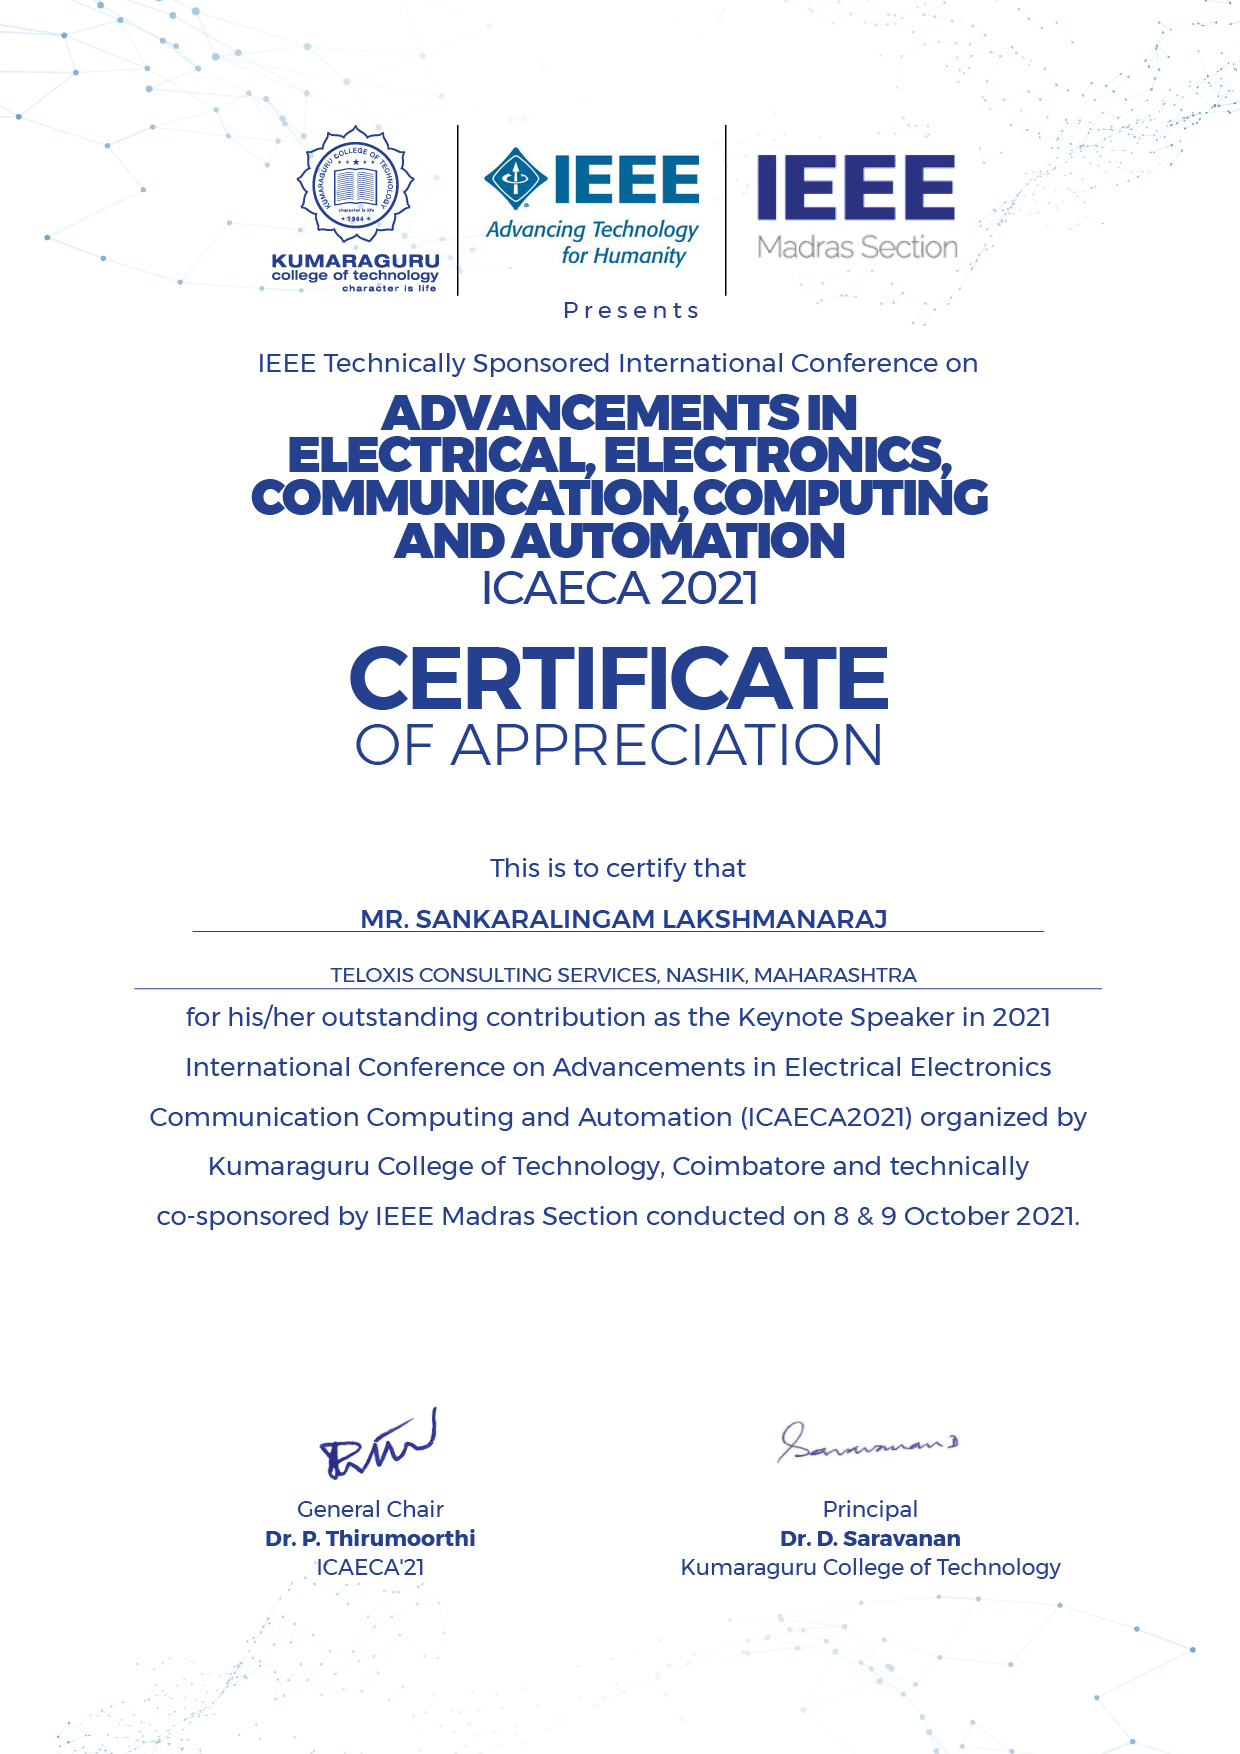 KUMARAGURU COLLEGE OF TECHNOLOGY
character is life
1984
KUMARAGURU
college of technology
character is life
IEEE
Advancing Technology
for Humanity
IEEE
Madras Section
Presents
IEEE Technically Sponsored International Conference on
ADVANCEMENTS IN
ELECTRICAL, ELECTRONICS,
COMMUNICATION, COMPUTING
AND AUTOMATION
ICAECA 2021
CERTIFICATE
OF APPRECIATION
This is to certify that
MR. SANKARALINGAM LAKSHMANARAJ
TELOXIS CONSULTING SERVICES, NASHIK, MAHARASHTRA
for his/her outstanding contribution as the Keynote Speaker in 2021
International Conference on Advancements in Electrical Electronics
Communication Computing and Automation (ICAECA2021) organized by
Kumaraguru College of Technology, Coimbatore and technically
co-sponsored by IEEE Madras Section conducted on 8 & 9 October 2021.
General Chair
Dr. P. Thirumoorthi
ICAECA'21
Principal
Dr. D. Saravanan
Kumaraguru College of Technology